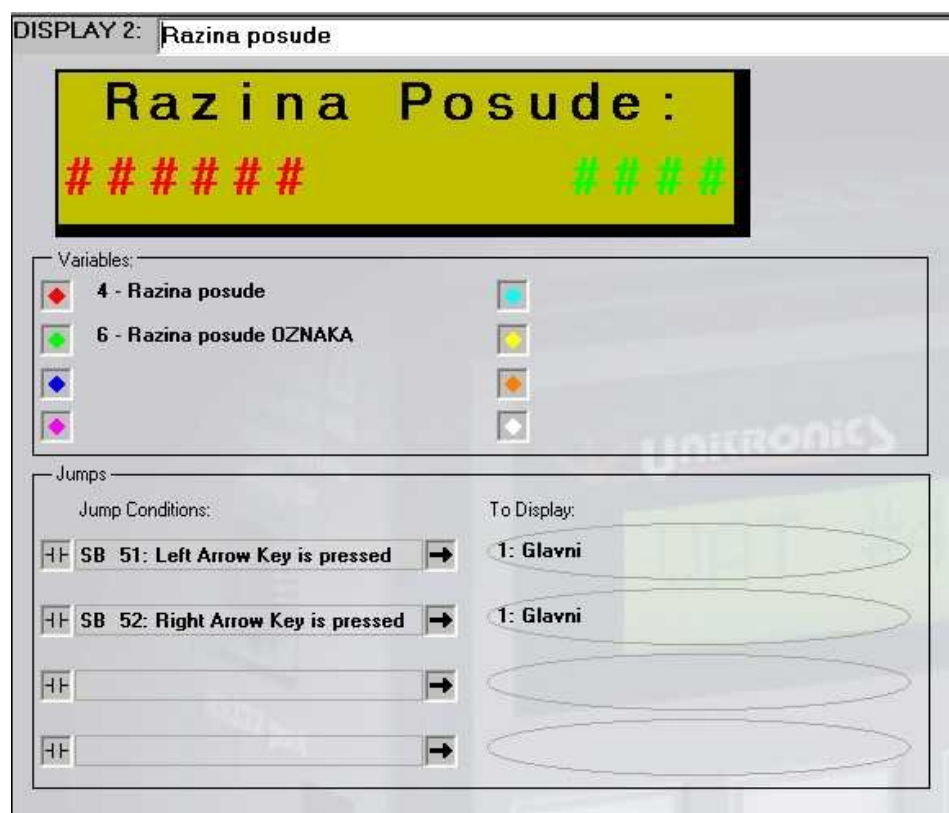 DISPLAY 2: Razina posude
Razina Posude:
###### ####
Variables:
4 - Razina posude
6 - Razina posude OZNAKA
UNITRONICS
Jumps
Jump Conditions: To Display:
SB 51: Left Arrow Key is pressed 1: Glavni
SB 52: Right Arrow Key is pressed 1: Glavni